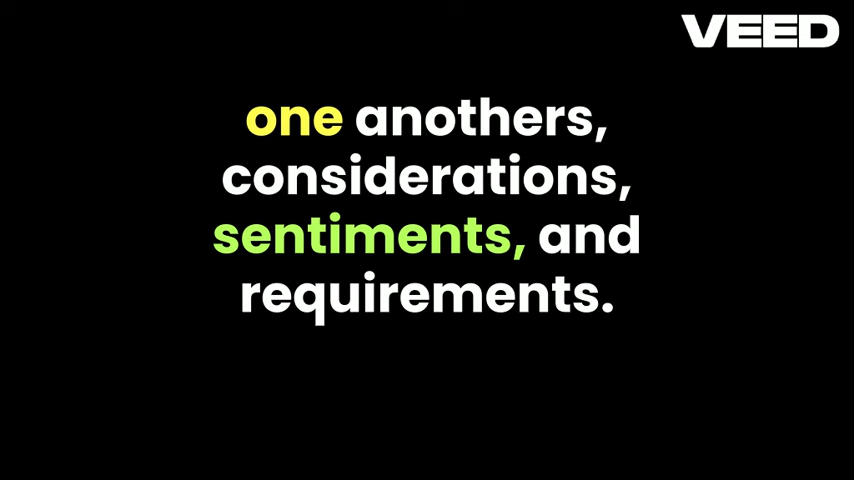 VEED
one anothers,
considerations,
sentiments, and
requirements.